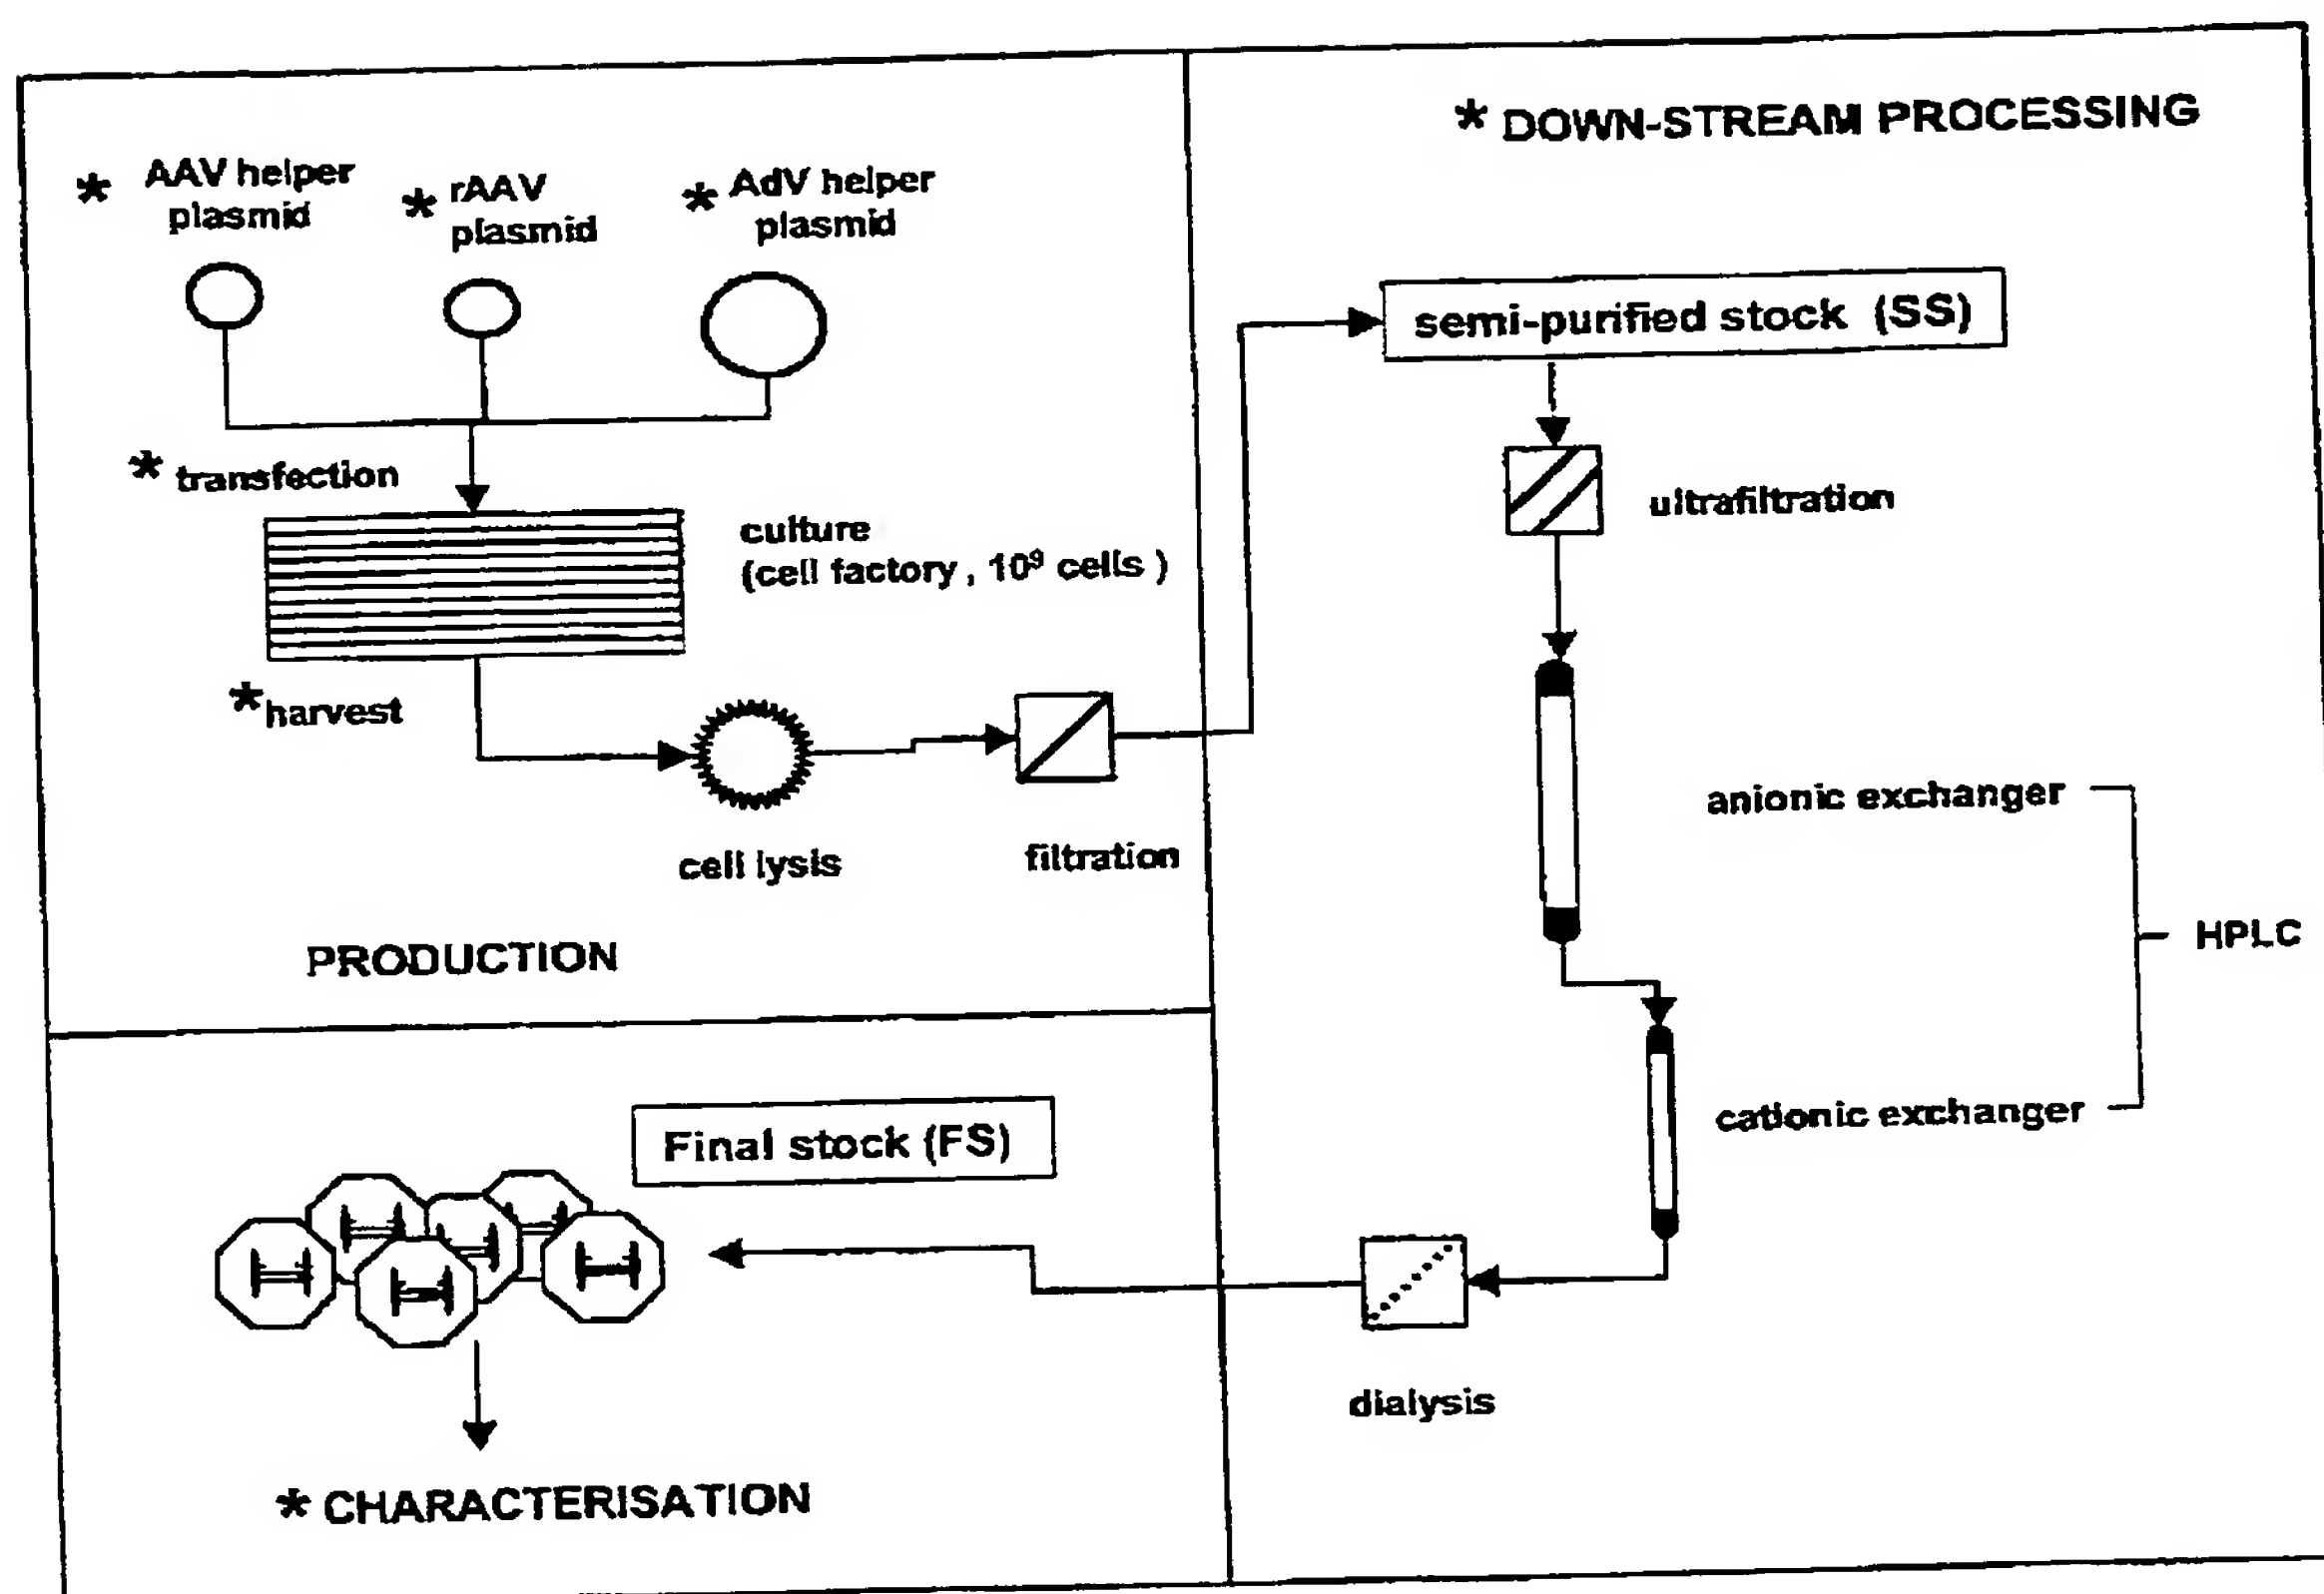 * AAV helper
plasmid
* rAAV
plasmid
* AdV helper
plasmid
* transfection
culture
(cell factory, 10⁹ cells)
* harvest
cell lysis
filtration
PRODUCTION
* DOWN-STREAM PROCESSING
semi-purified stock (SS)
ultrafiltration
anionic exchanger
HPLC
cationic exchanger
dialysis
Final stock (FS)
* CHARACTERISATION